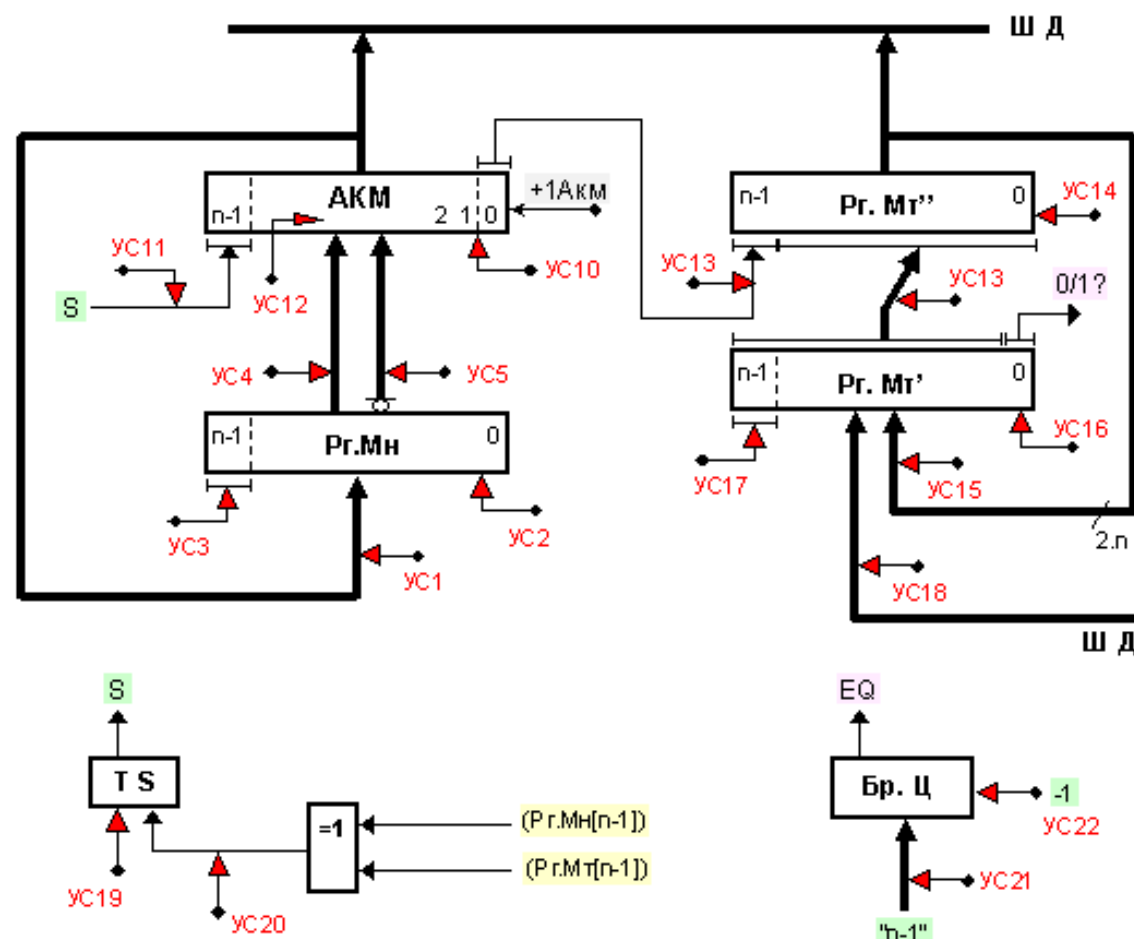 Ш Д
АКМ
n-1
2 1 0
+1Акм
n-1
Рг. Мт''
0
УС14
УС11
S
УС12
УС10
УС13
УС13
0/1?
УС4
УС5
n-1
Рг. Мт'
0
n-1
Рг.Мн
0
УС17
УС15
УС16
УС3
УС2
УС1
2.n
УС18
Ш Д
S
EQ
T S
=1
(Рг.Мн[n-1])
(Рг.Мт[n-1])
Бр. Ц
-1
УС22
УС19
УС20
УС21
"n-1"